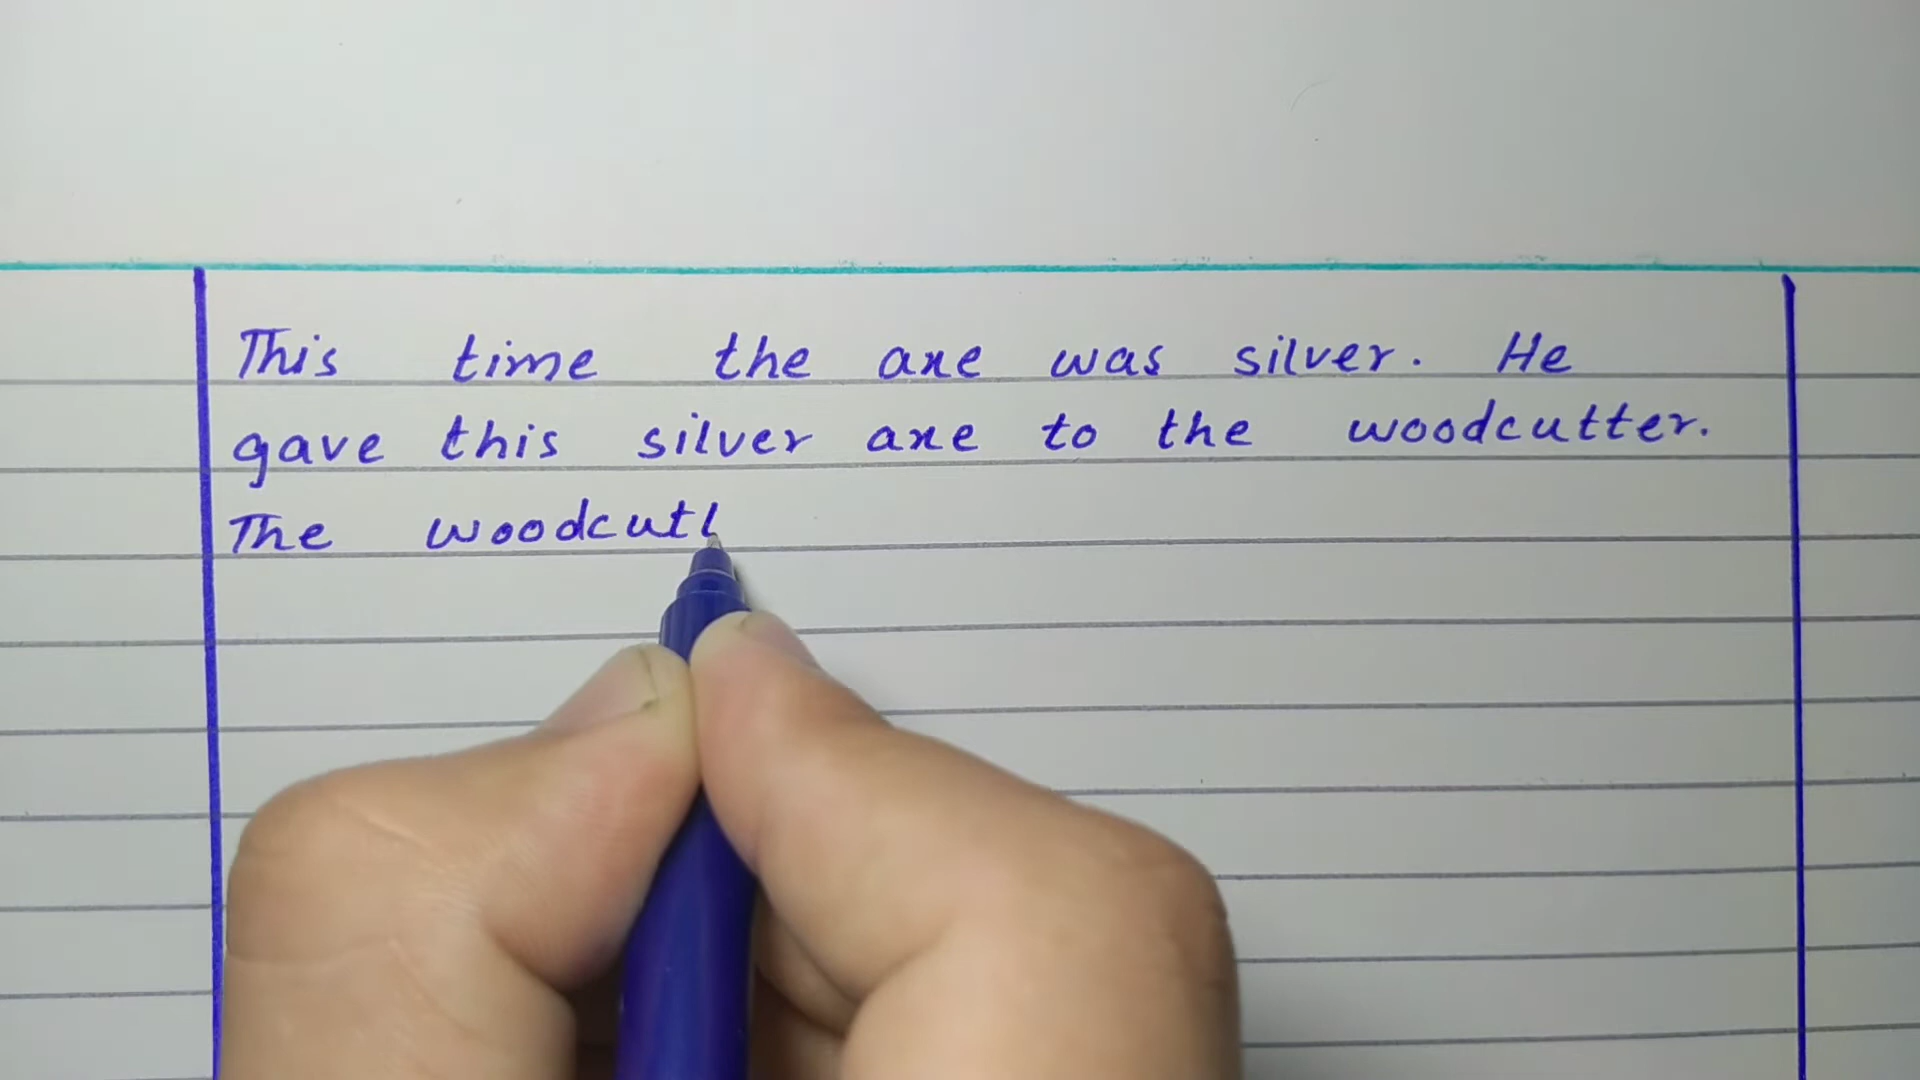 This time the axe was silver. He
gave this silver axe to the woodcutter.
The woodcutt